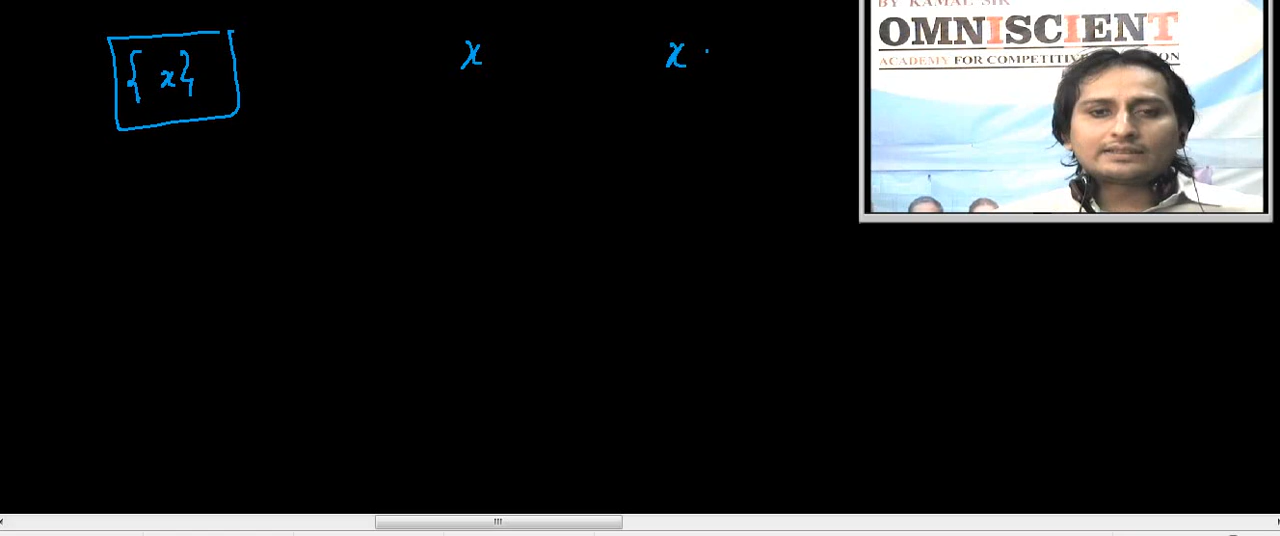 BY KAMAL SIR
OMNISCIENT
ACADEMY FOR COMPETITIVE
{x} x x .